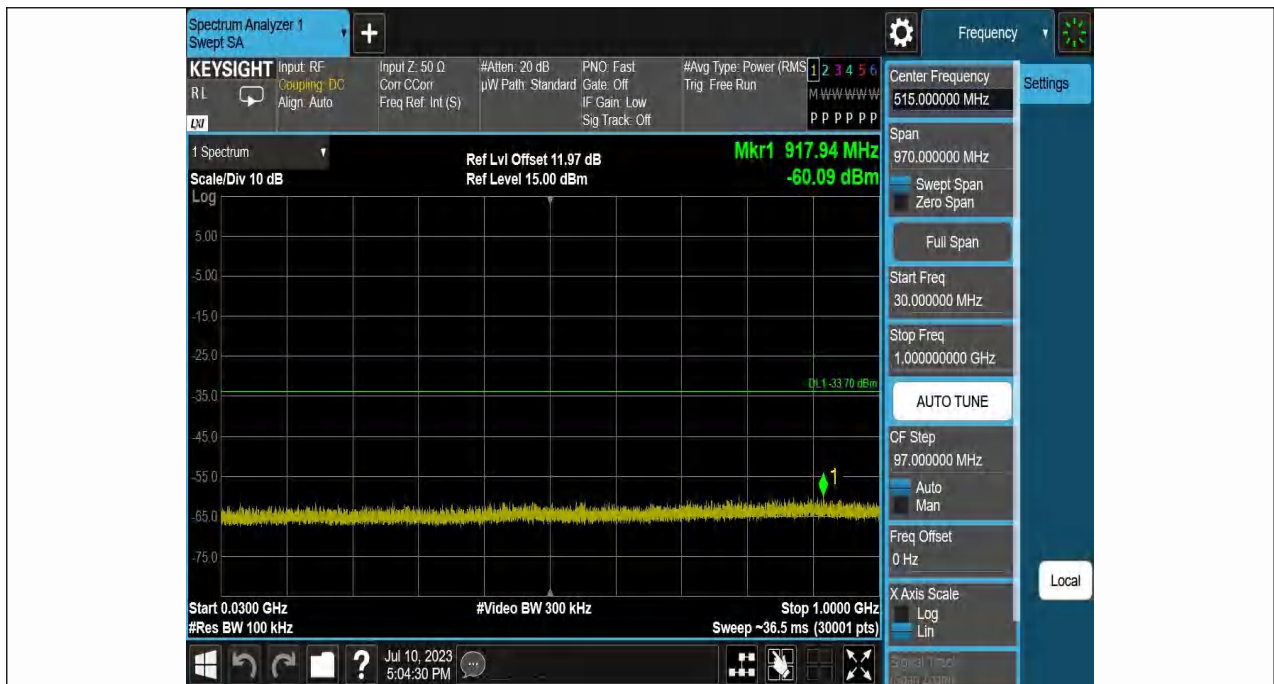 Spectrum Analyzer 1
Swept SA
+
Frequency
KEYSIGHT
RL
LXI
Input: RF
Coupling: DC
Align: Auto
Input Z: 50 Ω
Corr CCorr
Freq Ref: Int (S)
#Atten: 20 dB
µW Path: Standard
PNO: Fast
Gate: Off
IF Gain: Low
Sig Track: Off
#Avg Type: Power (RMS
Trig: Free Run
1 2 3 4 5 6
M W W W W W
P P P P P P
1 Spectrum
Scale/Div 10 dB
Ref Lvl Offset 11.97 dB
Ref Level 15.00 dBm
Mkr1 917.94 MHz
-60.09 dBm
Log
5.00
-5.00
-15.0
-25.0
-35.0
-45.0
-55.0
-65.0
-75.0
DL1 -33.70 dBm
1
Start 0.0300 GHz
#Res BW 100 kHz
#Video BW 300 kHz
Stop 1.0000 GHz
Sweep ~36.5 ms (30001 pts)
Center Frequency
515.000000 MHz
Settings
Span
970.000000 MHz
Swept Span
Zero Span
Full Span
Start Freq
30.000000 MHz
Stop Freq
1.000000000 GHz
AUTO TUNE
CF Step
97.000000 MHz
Auto
Man
Freq Offset
0 Hz
X Axis Scale
Log
Lin
Local
Signal Track
(Span Zoom)
?
Jul 10, 2023
5:04:30 PM